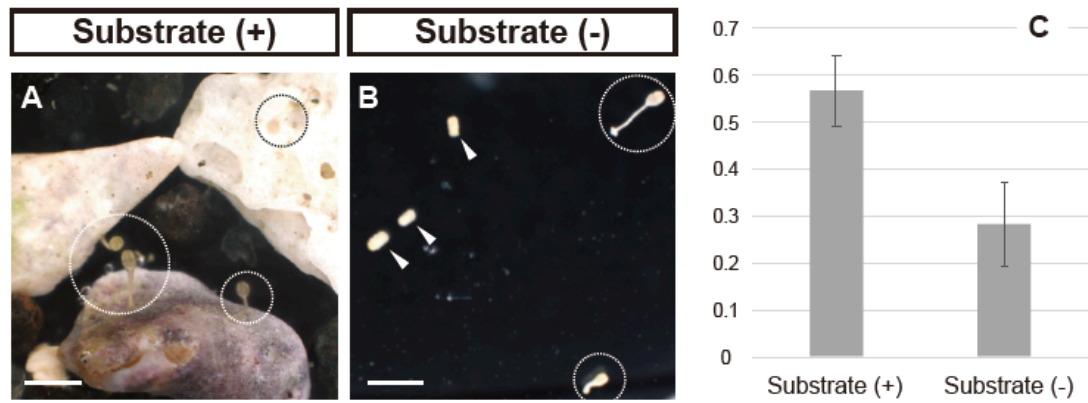 Substrate (+)
Substrate (-)
A
B
C
0.7
0.6
0.5
0.4
0.3
0.2
0.1
0
Substrate (+)
Substrate (-)